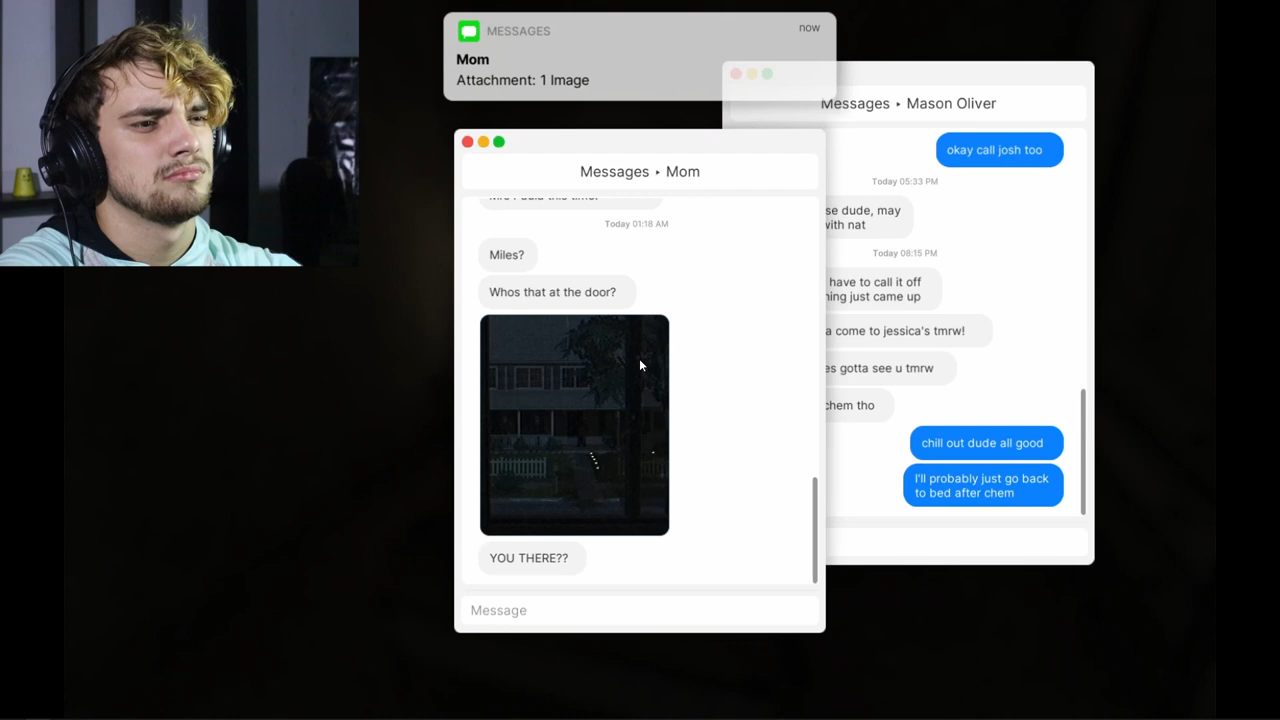 MESSAGES
now
Mom
Attachment: 1 Image
Messages ‣ Mason Oliver
okay call josh too
Today 05:33 PM
se dude, may
with nat
Today 08:15 PM
have to call it off
ning just came up
a come to jessica's tmrw!
es gotta see u tmrw
chem tho
chill out dude all good
I'll probably just go back
to bed after chem
Messages ‣ Mom
this time.
Today 01:18 AM
Miles?
Whos that at the door?
YOU THERE??
Message